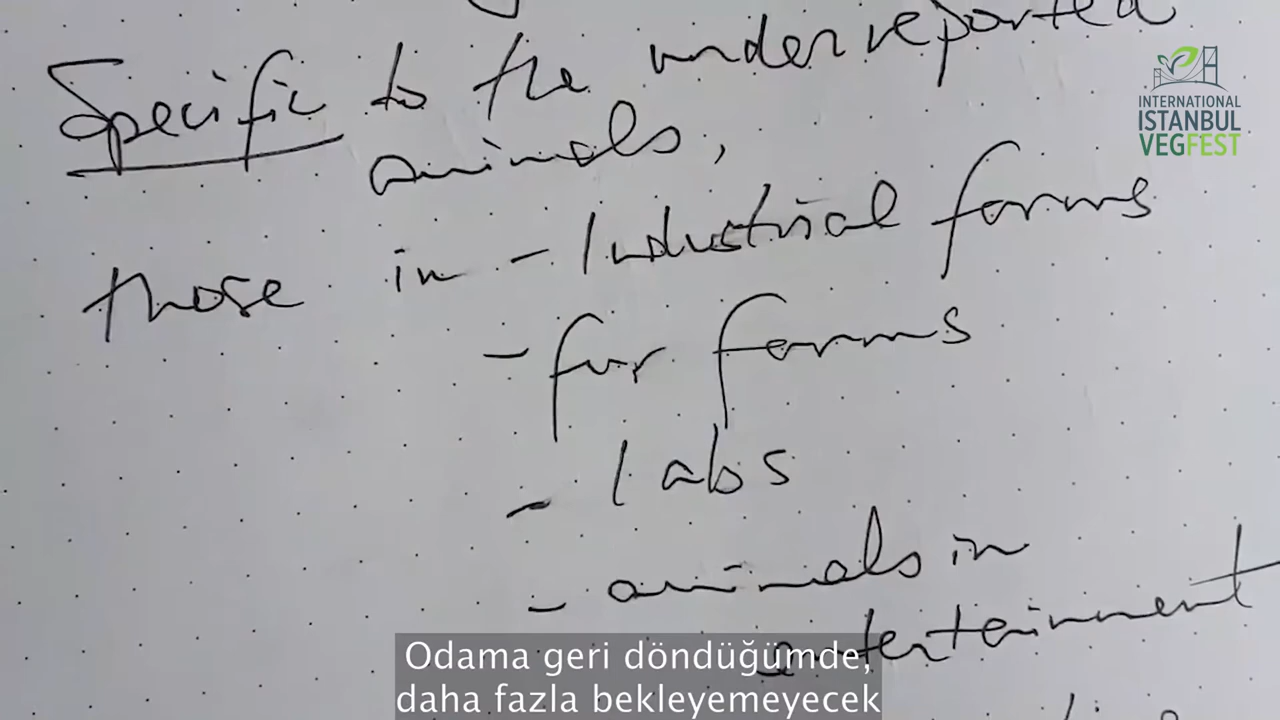 Specific to the underreported
animals,
those in - Industrial farms
- fur farms
- labs
- animals in
entertainment
INTERNATIONAL
ISTANBUL
VEGFEST
Odama geri döndüğümde,
daha fazla bekleyemeyecek